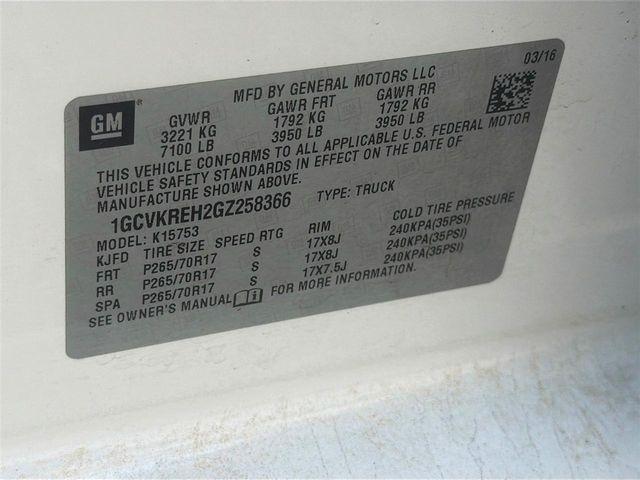 03/16
MFD BY GENERAL MOTORS LLC
GM
GVWR GAWR FRT GAWR RR
3221 KG 1792 KG 1792 KG
7100 LB 3950 LB 3950 LB
THIS VEHICLE CONFORMS TO ALL APPLICABLE U.S. FEDERAL MOTOR
VEHICLE SAFETY STANDARDS IN EFFECT ON THE DATE OF
MANUFACTURE SHOWN ABOVE.
1GCVKREH2GZ258366 TYPE: TRUCK
MODEL: K15753
KJFD TIRE SIZE SPEED RTG RIM COLD TIRE PRESSURE
FRT P265/70R17 S 17X8J 240KPA(35PSI)
RR P265/70R17 S 17X8J 240KPA(35PSI)
SPA P265/70R17 S 17X7.5J 240KPA(35PSI)
SEE OWNER'S MANUAL FOR MORE INFORMATION.